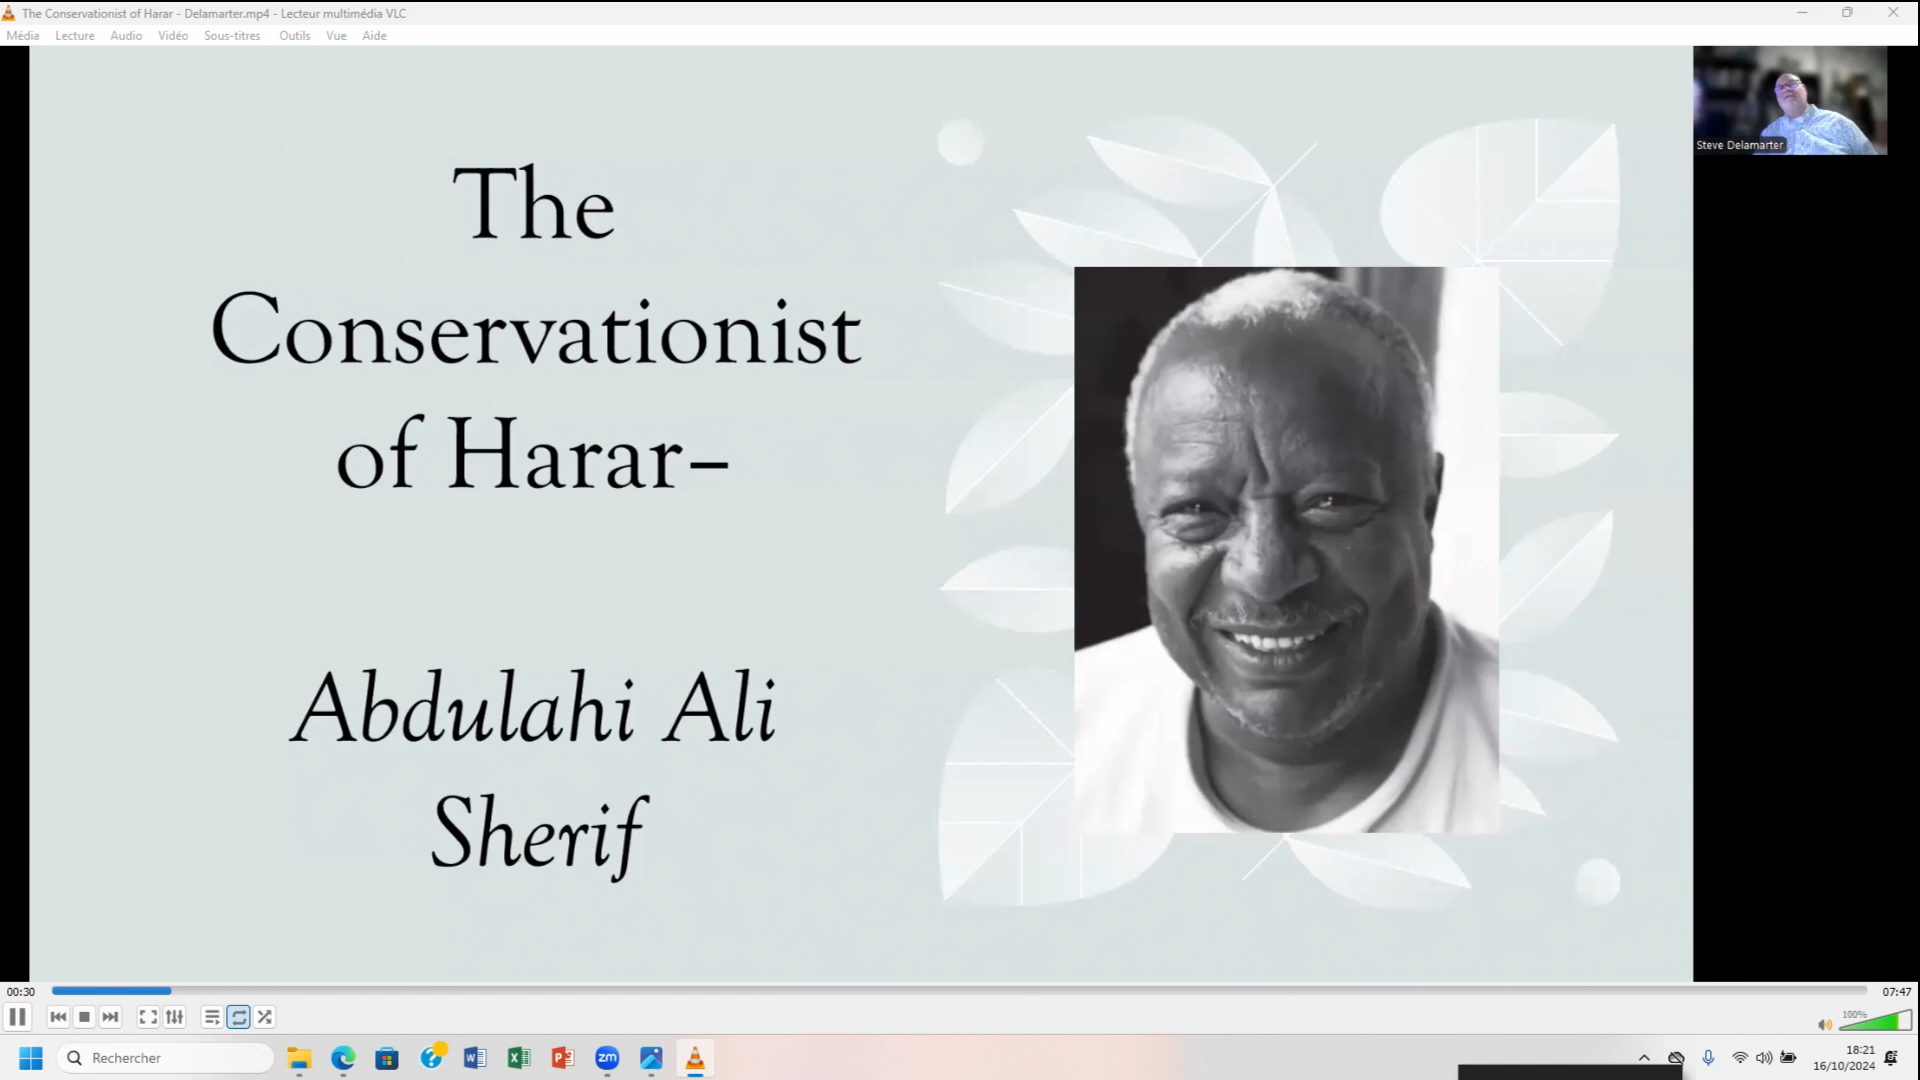 The Conservationist of Harar - Delamarter.mp4 - Lecteur multimédia VLC
Média Lecture Audio Vidéo Sous-titres Outils Vue Aide
The
Conservationist
of Harar–
Abdulahi Ali
Sherif
Steve Delamarter
00:30
07:47
100%
Rechercher
zm
18:21
16/10/2024